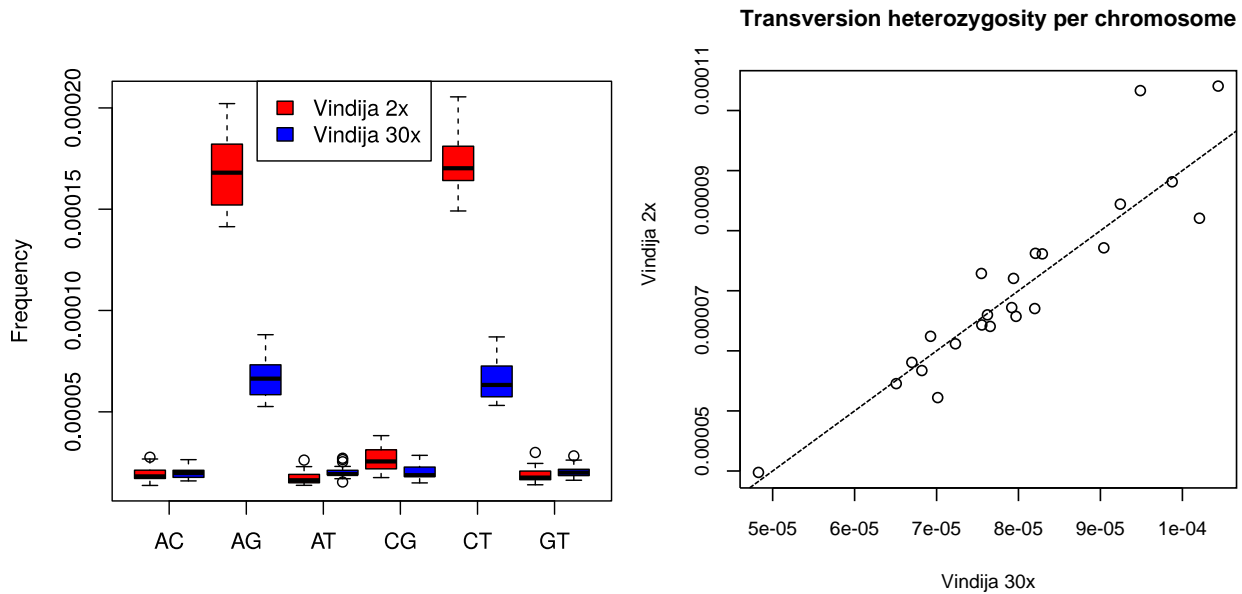 Frequency
0.00020
0.00015
0.00010
0.00005
Vindija 2x
Vindija 30x
AC AG AT CG CT GT
Transversion heterozygosity per chromosome
Vindija 2x
0.00011
0.00009
0.00007
0.00005
5e-05 6e-05 7e-05 8e-05 9e-05 1e-04
Vindija 30x